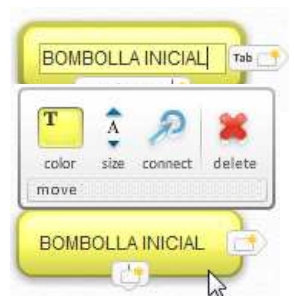 BOMBOLLA INICIAL Tab
T A
color size connect delete
move
BOMBOLLA INICIAL